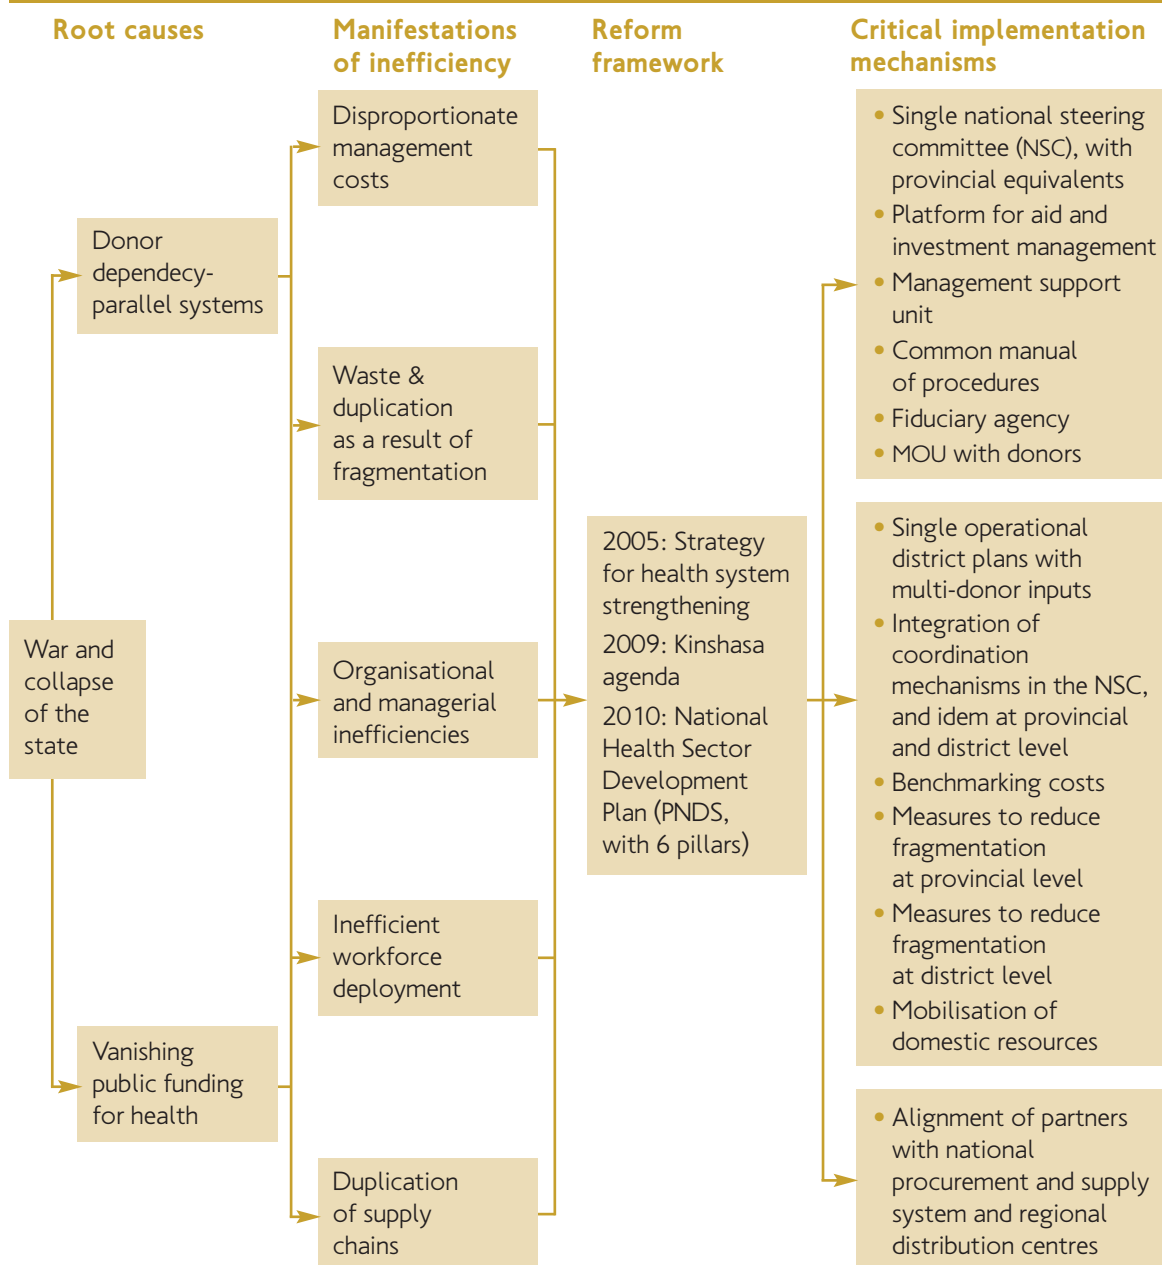 Root causes
Manifestations
of inefficiency
Reform
framework
Critical implementation
mechanisms
War and
collapse
of the
state
Donor
dependecy-
parallel systems
Vanishing
public funding
for health
Disproportionate
management
costs
Waste &
duplication
as a result of
fragmentation
Organisational
and managerial
inefficiencies
Inefficient
workforce
deployment
Duplication
of supply
chains
2005: Strategy
for health system
strengthening
2009: Kinshasa
agenda
2010: National
Health Sector
Development
Plan (PNDS,
with 6 pillars)
• Single national steering
committee (NSC), with
provincial equivalents
• Platform for aid and
investment management
• Management support
unit
• Common manual
of procedures
• Fiduciary agency
• MOU with donors
• Single operational
district plans with
multi-donor inputs
• Integration of
coordination
mechanisms in the NSC,
and idem at provincial
and district level
• Benchmarking costs
• Measures to reduce
fragmentation
at provincial level
• Measures to reduce
fragmentation
at district level
• Mobilisation of
domestic resources
• Alignment of partners
with national
procurement and supply
system and regional
distribution centres